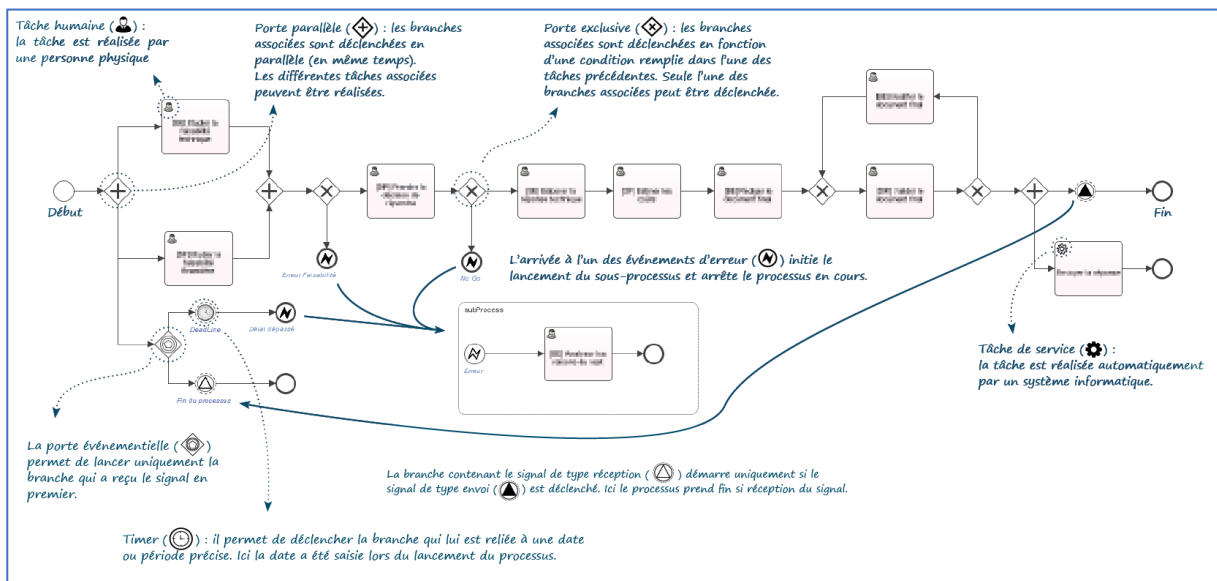 Tâche humaine ( ) :
la tâche est réalisée par
une personne physique
Porte parallèle ( ) : les branches
associées sont déclenchées en
parallèle (en même temps).
Les différentes tâches associées
peuvent être réalisées.
Porte exclusive ( ) : les branches
associées sont déclenchées en fonction
d'une condition remplie dans l'une des
tâches précédentes. Seule l'une des
branches associées peut être déclenchée.
Début
Fin
Erreur Faisabilité
No Go
L'arrivée à l'un des événements d'erreur ( ) initie le
lancement du sous-processus et arrête le processus en cours.
DeadLine
Délai dépassé
Fin du processus
subProcess
Erreur
Envoyer la réponse
Tâche de service ( ) :
la tâche est réalisée automatiquement
par un système informatique.
La porte événementielle ( )
permet de lancer uniquement la
branche qui a reçu le signal en
premier.
La branche contenant le signal de type réception ( ) démarre uniquement si le
signal de type envoi ( ) est déclenché. Ici le processus prend fin si réception du signal.
Timer ( ) : il permet de déclencher la branche qui lui est reliée à une date
ou période précise. Ici la date a été saisie lors du lancement du processus.